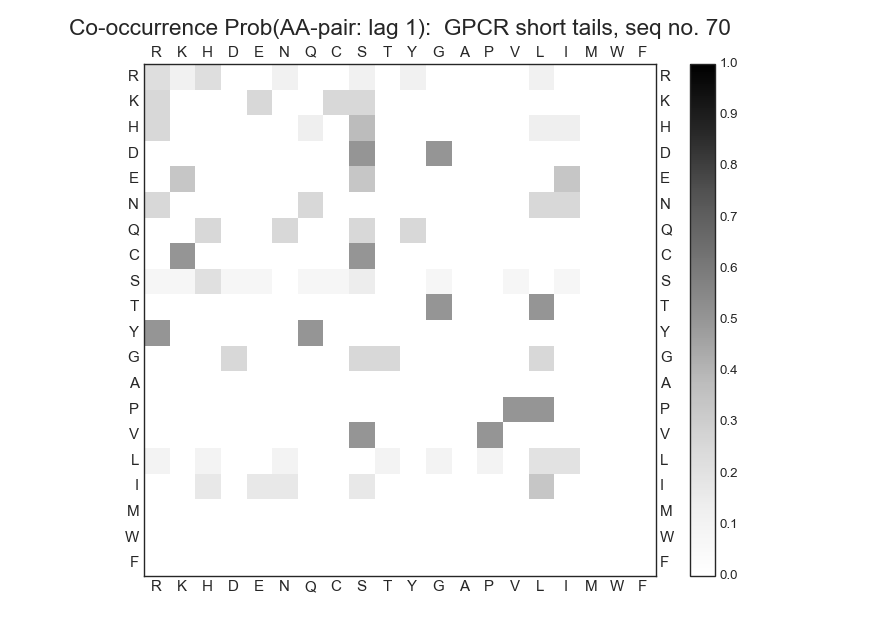 Co-occurrence Prob(AA-pair: lag 1):  GPCR short tails, seq no. 70
R K H D E N Q C S T Y G A P V L I M W F
1.0
R R
0.9
K K
H H
0.8
D D
E E
0.7
N N
Q Q
0.6
C C
S S
0.5
T T
Y Y
0.4
G G
A A
0.3
P P
V V
0.2
L L
I I
0.1
M M
W W
F F
0.0
R K H D E N Q C S T Y G A P V L I M W F